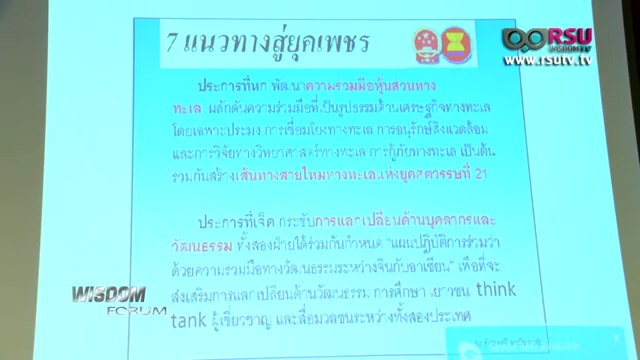 7 แนวทางสู่ยุคเพชร
RSU
WISDOM TV
www.rsutv.tv
ประการที่หก พัฒนาความร่วมมือหุ้นส่วนทาง
ทะเล ผลักดันความร่วมมือที่เป็นรูปธรรมด้านเศรษฐกิจทางทะเล
โดยเฉพาะประมง การเชื่อมโยงทางทะเล การอนุรักษ์สิ่งแวดล้อม
และการวิจัยทางวิทยาศาสตร์ทางทะเล การกู้ภัยทางทะเล เป็นต้น
ร่วมกันสร้างเส้นทางสายไหมทางทะเลแห่งยุคศตวรรษที่ 21
ประการที่เจ็ด กระชับการแลกเปลี่ยนด้านบุคลากรและ
วัฒนธรรม ทั้งสองฝ่ายได้ร่วมกันกำหนด "แผนปฏิบัติการร่วมว่า
ด้วยความร่วมมือทางวัฒนธรรมระหว่างจีนกับอาเซียน" เพื่อที่จะ
ส่งเสริมการแลกเปลี่ยนด้านวัฒนธรรม การศึกษา เยาวชน think
tank ผู้เชี่ยวชาญ และสื่อมวลชนระหว่างทั้งสองประเทศ
WISDOM
FORUM